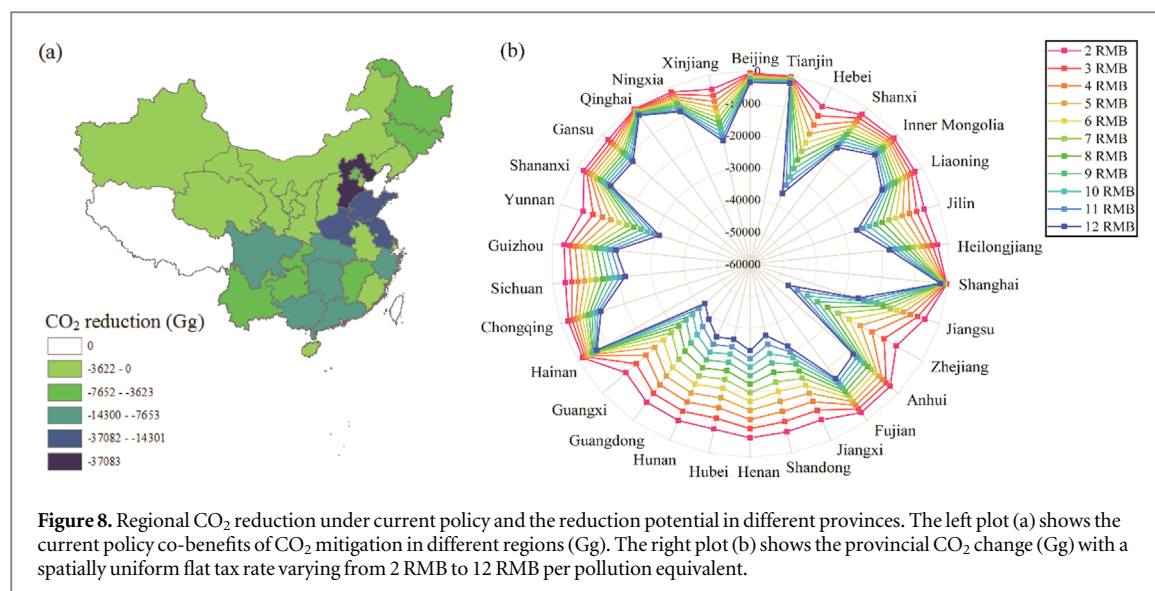 (a)
CO₂ reduction (Gg)
0
-3622 - 0
-7652 - -3623
-14300 - -7653
-37082 - -14301
-37083
(b)
Beijing
Tianjin
Hebei
Shanxi
Inner Mongolia
Liaoning
Jilin
Heilongjiang
Shanghai
Jiangsu
Zhejiang
Anhui
Fujian
Jiangxi
Shandong
Henan
Hubei
Hunan
Guangdong
Guangxi
Hainan
Chongqing
Sichuan
Guizhou
Yunnan
Shananxi
Gansu
Qinghai
Ningxia
Xinjiang
0
-10000
-20000
-30000
-40000
-50000
-60000
2 RMB
3 RMB
4 RMB
5 RMB
6 RMB
7 RMB
8 RMB
9 RMB
10 RMB
11 RMB
12 RMB
Figure 8. Regional CO₂ reduction under current policy and the reduction potential in different provinces. The left plot (a) shows the
current policy co-benefits of CO₂ mitigation in different regions (Gg). The right plot (b) shows the provincial CO₂ change (Gg) with a
spatially uniform flat tax rate varying from 2 RMB to 12 RMB per pollution equivalent.